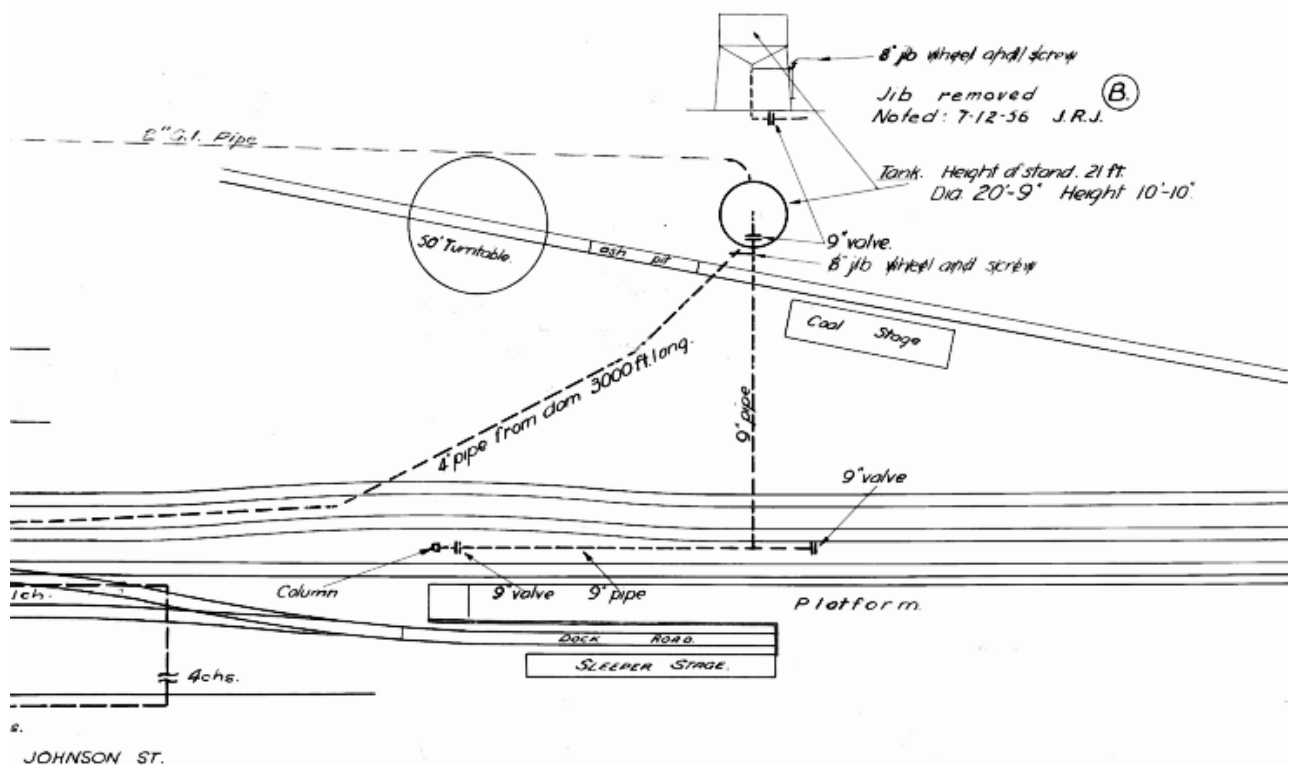 8" jib wheel and screw
Jib removed
B.
Noted: 7-12-56 J.R.J.
2" G.I. Pipe
Tank. Height of stand. 21 ft.
Dia. 20'-9" Height 10'-10".
50' Turntable.
ash pit
9" valve.
8" jib wheel and screw
Coal Stage
4" pipe from dam 3000 ft. long.
9" pipe
9" valve
Column
9" valve
9" pipe
Platform.
1ch.
DOCK ROAD.
SLEEPER STAGE.
4chs.
s.
JOHNSON ST.